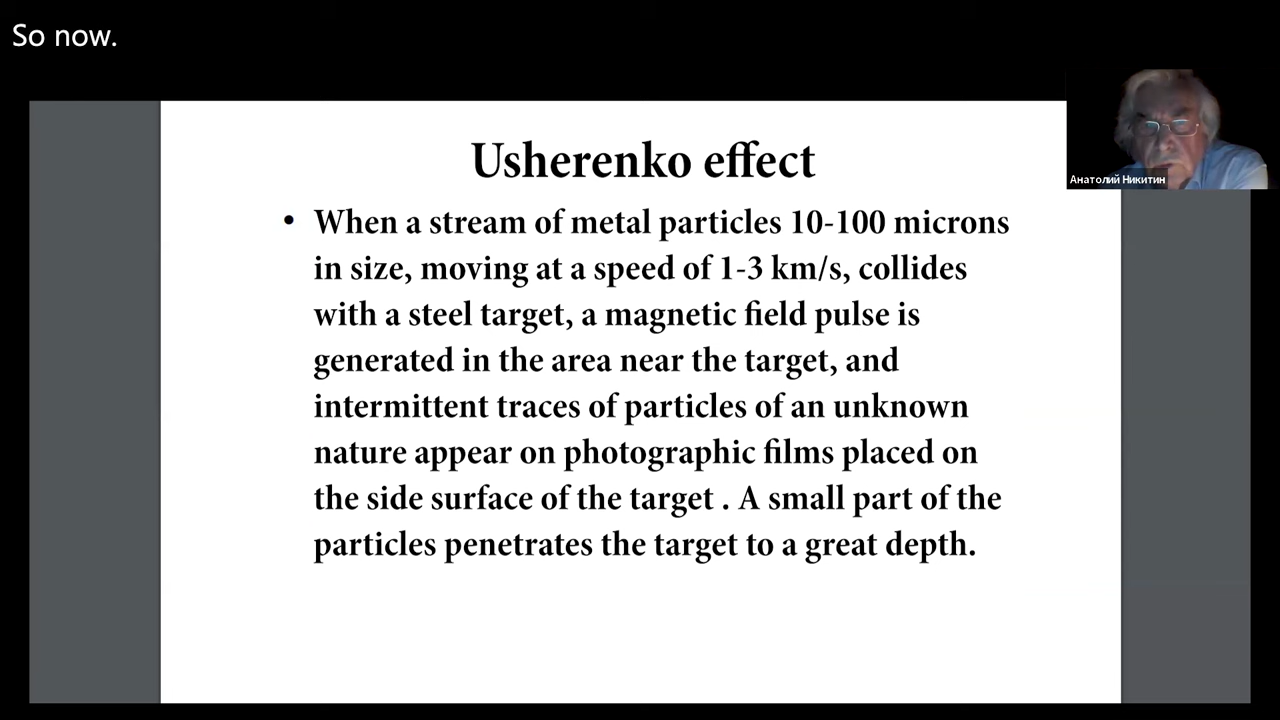 So now.
Анатолий Никитин
Usherenko effect
• When a stream of metal particles 10-100 microns
in size, moving at a speed of 1-3 km/s, collides
with a steel target, a magnetic field pulse is
generated in the area near the target, and
intermittent traces of particles of an unknown
nature appear on photographic films placed on
the side surface of the target . A small part of the
particles penetrates the target to a great depth.